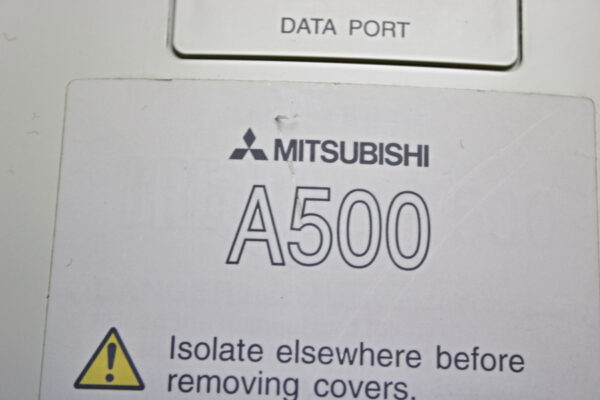 DATA PORT
MITSUBISHI
A500
Isolate elsewhere before
removing covers.